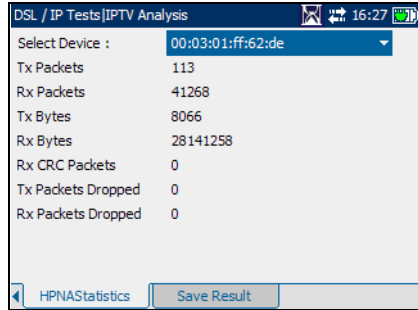 DSL / IP Tests|IPTV Analysis 16:27
Select Device : 00:03:01:ff:62:de
Tx Packets 113
Rx Packets 41268
Tx Bytes 8066
Rx Bytes 28141258
Rx CRC Packets 0
Tx Packets Dropped 0
Rx Packets Dropped 0
HPNAStatistics Save Result